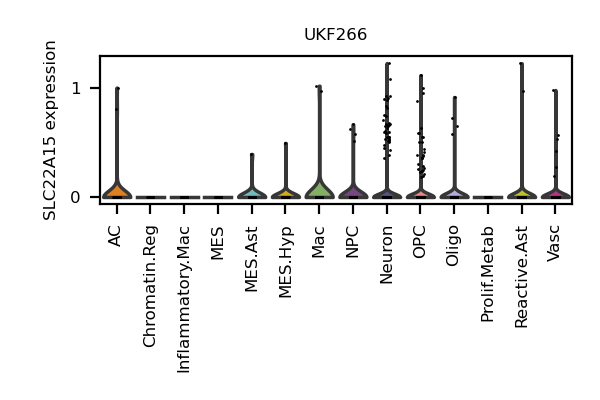 UKF266
SLC22A15 expression
1
0
AC
Chromatin.Reg
Inflammatory.Mac
MES
MES.Ast
MES.Hyp
Mac
NPC
Neuron
OPC
Oligo
Prolif.Metab
Reactive.Ast
Vasc